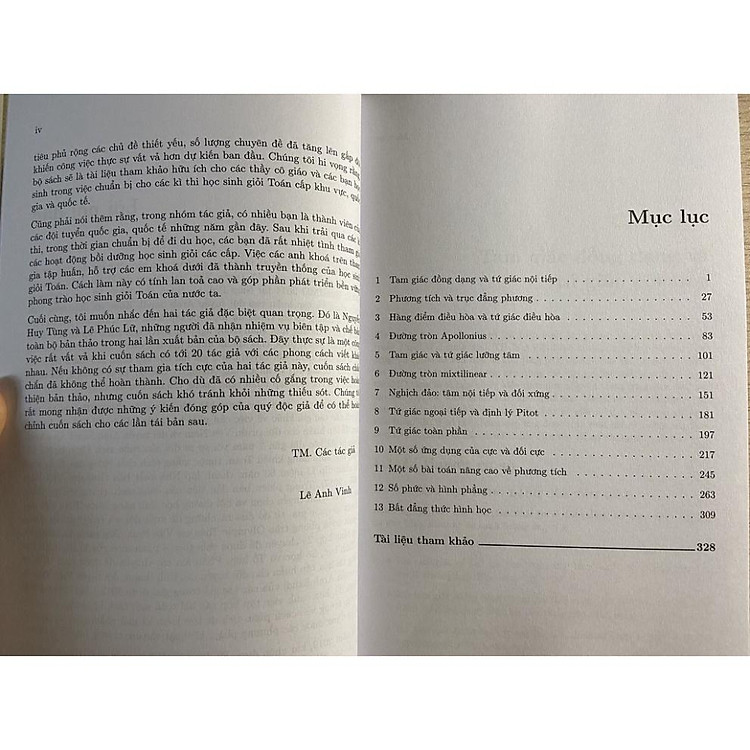 iv
tiêu phủ rộng các chủ đề thiết yếu, số lượng chuyên đề đã tăng lên gấp
khiến công việc thực sự vất vả hơn dự kiến ban đầu. Chúng tôi hi vọng rằng
bộ sách sẽ là tài liệu tham khảo hữu ích cho các thầy cô giáo và các bạn
sinh trong việc chuẩn bị cho các kì thi học sinh giỏi Toán cấp khu vực, quốc
gia và quốc tế.
Cũng phải nói thêm rằng, trong nhóm tác giả, có nhiều bạn là thành viên
các đội tuyển quốc gia, quốc tế những năm gần đây. Sau khi trải qua các
thi, trong thời gian chuẩn bị để đi du học, các bạn đã rất nhiệt tình tham
các hoạt động bồi dưỡng học sinh giỏi các cấp. Việc các anh khoá trên tham
gia tập huấn, hỗ trợ các em khoá dưới đã thành truyền thống của học sinh
giỏi Toán. Cách làm này có tính lan toả cao và góp phần phát triển bền
phong trào học sinh giỏi Toán của nước ta.
Cuối cùng, tôi muốn nhắc đến hai tác giả đặc biệt quan trọng. Đó là Nguyễn
Huy Tùng và Lê Phúc Lữ, những người đã nhận nhiệm vụ biên tập và chế
toàn bộ bản thảo trong hai lần xuất bản của bộ sách. Đây thực sự là một công
việc rất vất vả khi cuốn sách có tới 20 tác giả với các phong cách viết khác
nhau. Nếu không có sự tham gia tích cực của hai tác giả này, cuốn sách
chắn đã không thể hoàn thành. Cho dù đã có nhiều cố gắng trong việc hoàn
thiện bản thảo, nhưng cuốn sách khó tránh khỏi những thiếu sót. Chúng tôi
rất mong nhận được những ý kiến đóng góp của quý độc giả để có thể hoàn
chỉnh cuốn sách cho các lần tái bản sau.
TM. Các tác giả
Lê Anh Vinh
Mục lục
1 Tam giác đồng dạng và tứ giác nội tiếp . . . . . . . . . . . . . . . . 1
2 Phương tích và trục đẳng phương . . . . . . . . . . . . . . . . . . . 27
3 Hàng điểm điều hòa và tứ giác điều hòa . . . . . . . . . . . . . . . . 53
4 Đường tròn Apollonius . . . . . . . . . . . . . . . . . . . . . . . . 83
5 Tam giác và tứ giác lưỡng tâm . . . . . . . . . . . . . . . . . . . . 101
6 Đường tròn mixtilinear . . . . . . . . . . . . . . . . . . . . . . . . 121
7 Nghịch đảo: tâm nội tiếp và đối xứng . . . . . . . . . . . . . . . . . 151
8 Tứ giác ngoại tiếp và định lý Pitot . . . . . . . . . . . . . . . . . . 181
9 Tứ giác toàn phần . . . . . . . . . . . . . . . . . . . . . . . . . . 197
10 Một số ứng dụng của cực và đối cực . . . . . . . . . . . . . . . . . 217
11 Một số bài toán nâng cao về phương tích . . . . . . . . . . . . . . . 245
12 Số phức và hình phẳng . . . . . . . . . . . . . . . . . . . . . . . . 263
13 Bất đẳng thức hình học . . . . . . . . . . . . . . . . . . . . . . . 309
Tài liệu tham khảo 328